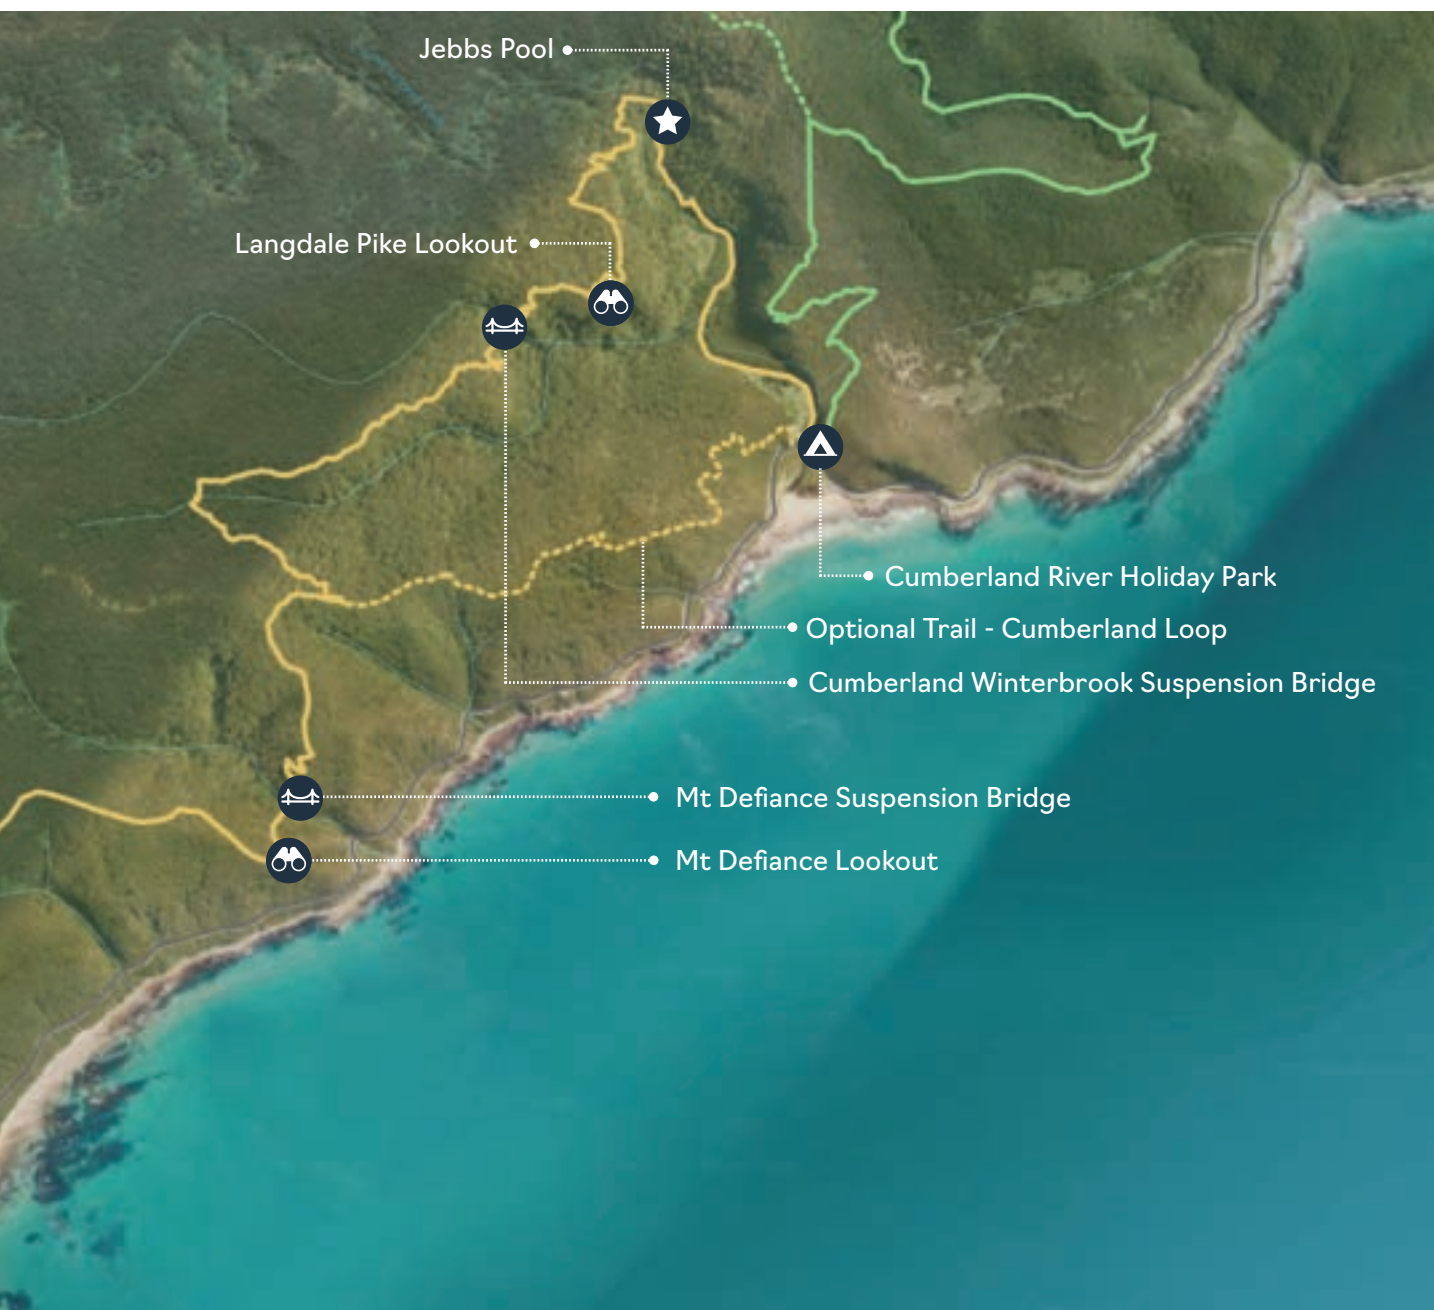 Jebbs Pool
Langdale Pike Lookout
Cumberland River Holiday Park
Optional Trail - Cumberland Loop
Cumberland Winterbrook Suspension Bridge
Mt Defiance Suspension Bridge
Mt Defiance Lookout